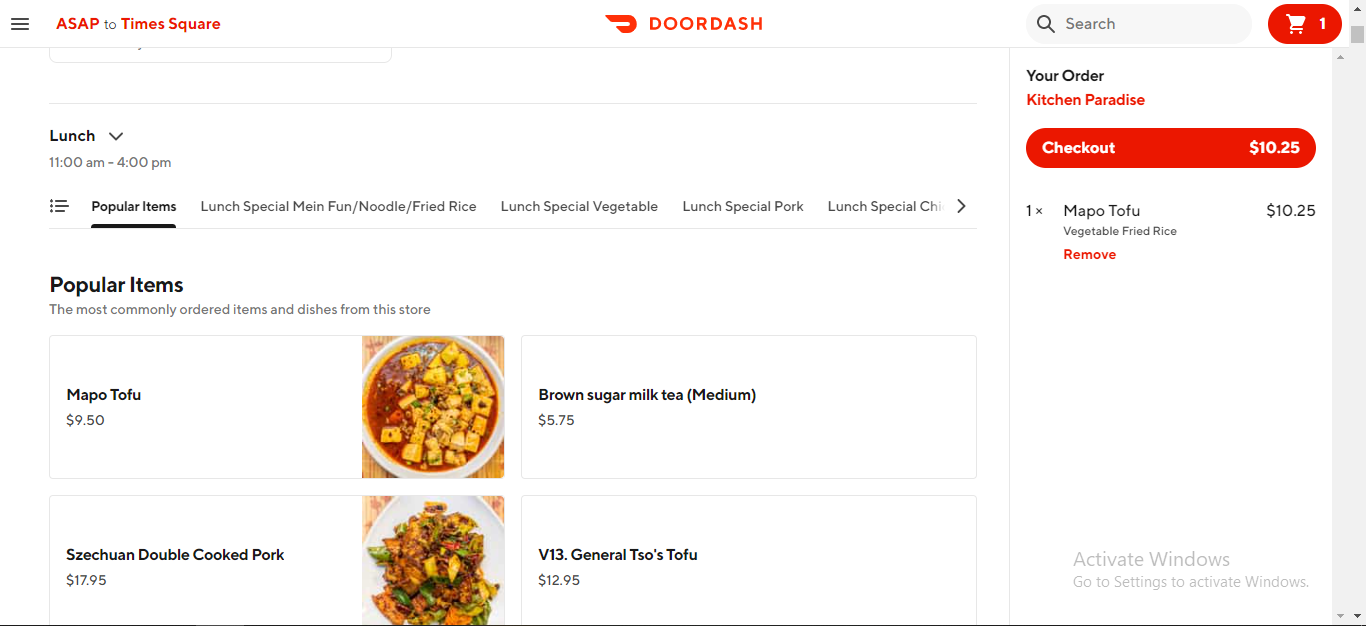 ASAP to Times Square
DOORDASH
Search
1
Lunch
11:00 am – 4:00 pm
Popular Items
Lunch Special Mein Fun/Noodle/Fried Rice
Lunch Special Vegetable
Lunch Special Pork
Lunch Special Chi
Popular Items
The most commonly ordered items and dishes from this store
Mapo Tofu
$9.50
Brown sugar milk tea (Medium)
$5.75
Szechuan Double Cooked Pork
$17.95
V13. General Tso's Tofu
$12.95
Your Order
Kitchen Paradise
Checkout $10.25
1 × Mapo Tofu $10.25
Vegetable Fried Rice
Remove
Activate Windows
Go to Settings to activate Windows.